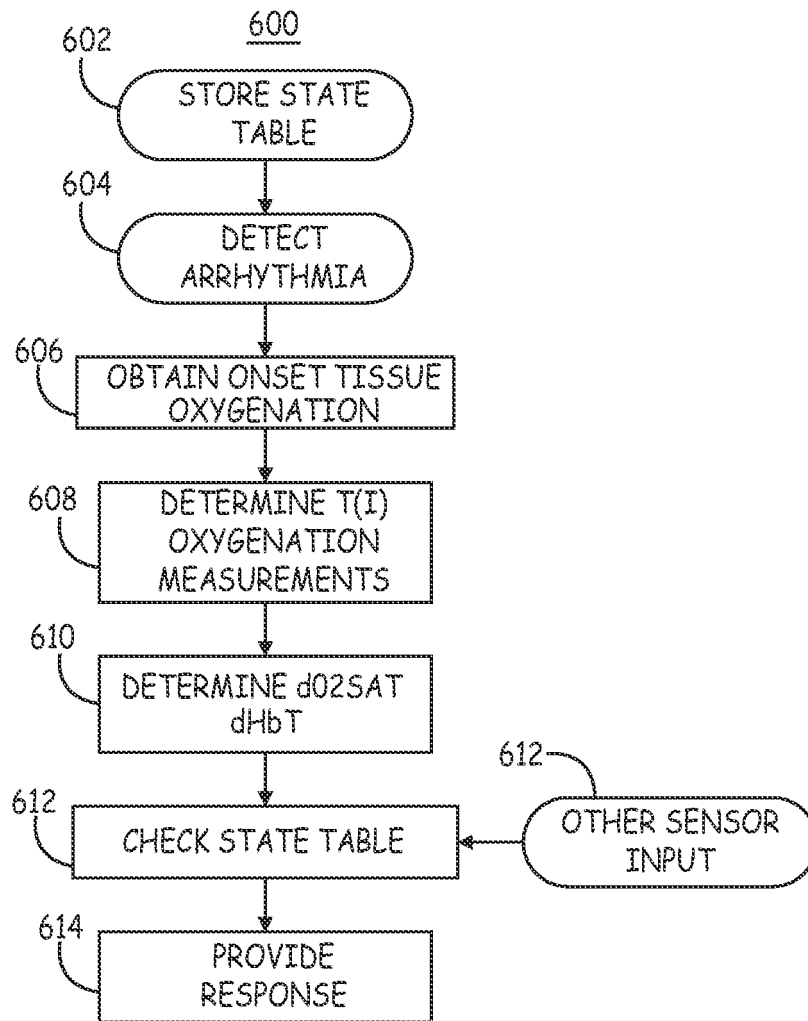 600
602
STORE STATE
TABLE
604
DETECT
ARRHYTHMIA
606
OBTAIN ONSET TISSUE
OXYGENATION
608
DETERMINE T(I)
OXYGENATION
MEASUREMENTS
610
DETERMINE dO2SAT
dHbT
612
CHECK STATE TABLE
612
OTHER SENSOR
INPUT
614
PROVIDE
RESPONSE